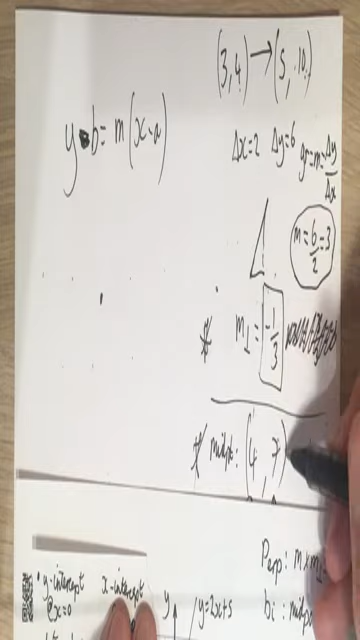 (3,4) → (5, 10)
y-b = m(x-a)
Δx=2 Δy=6 gr=m=Δy/Δx
m=6/2=3
m⊥ = -1/3
midpt: (4, 7)
Perp: m×m⊥
bi: midp
y-intercept
@x=0
x-intercept
y
y=2x+5